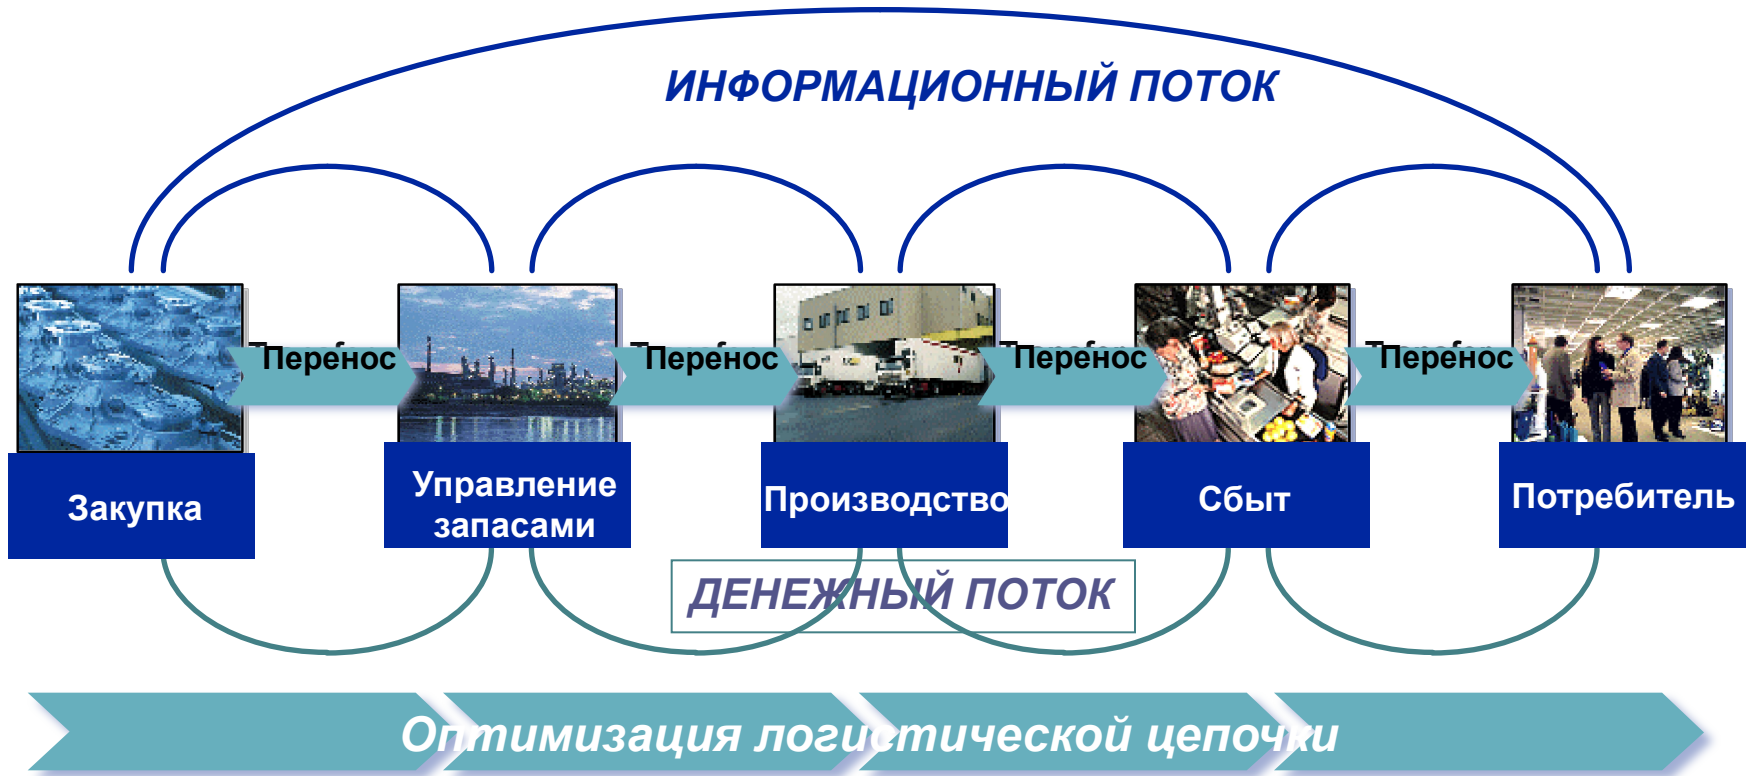 ИНФОРМАЦИОННЫЙ ПОТОК
Перенос
Перенос
Перенос
Перенос
Закупка
Управление
запасами
Производство
Сбыт
Потребитель
ДЕНЕЖНЫЙ ПОТОК
Оптимизация логистической цепочки